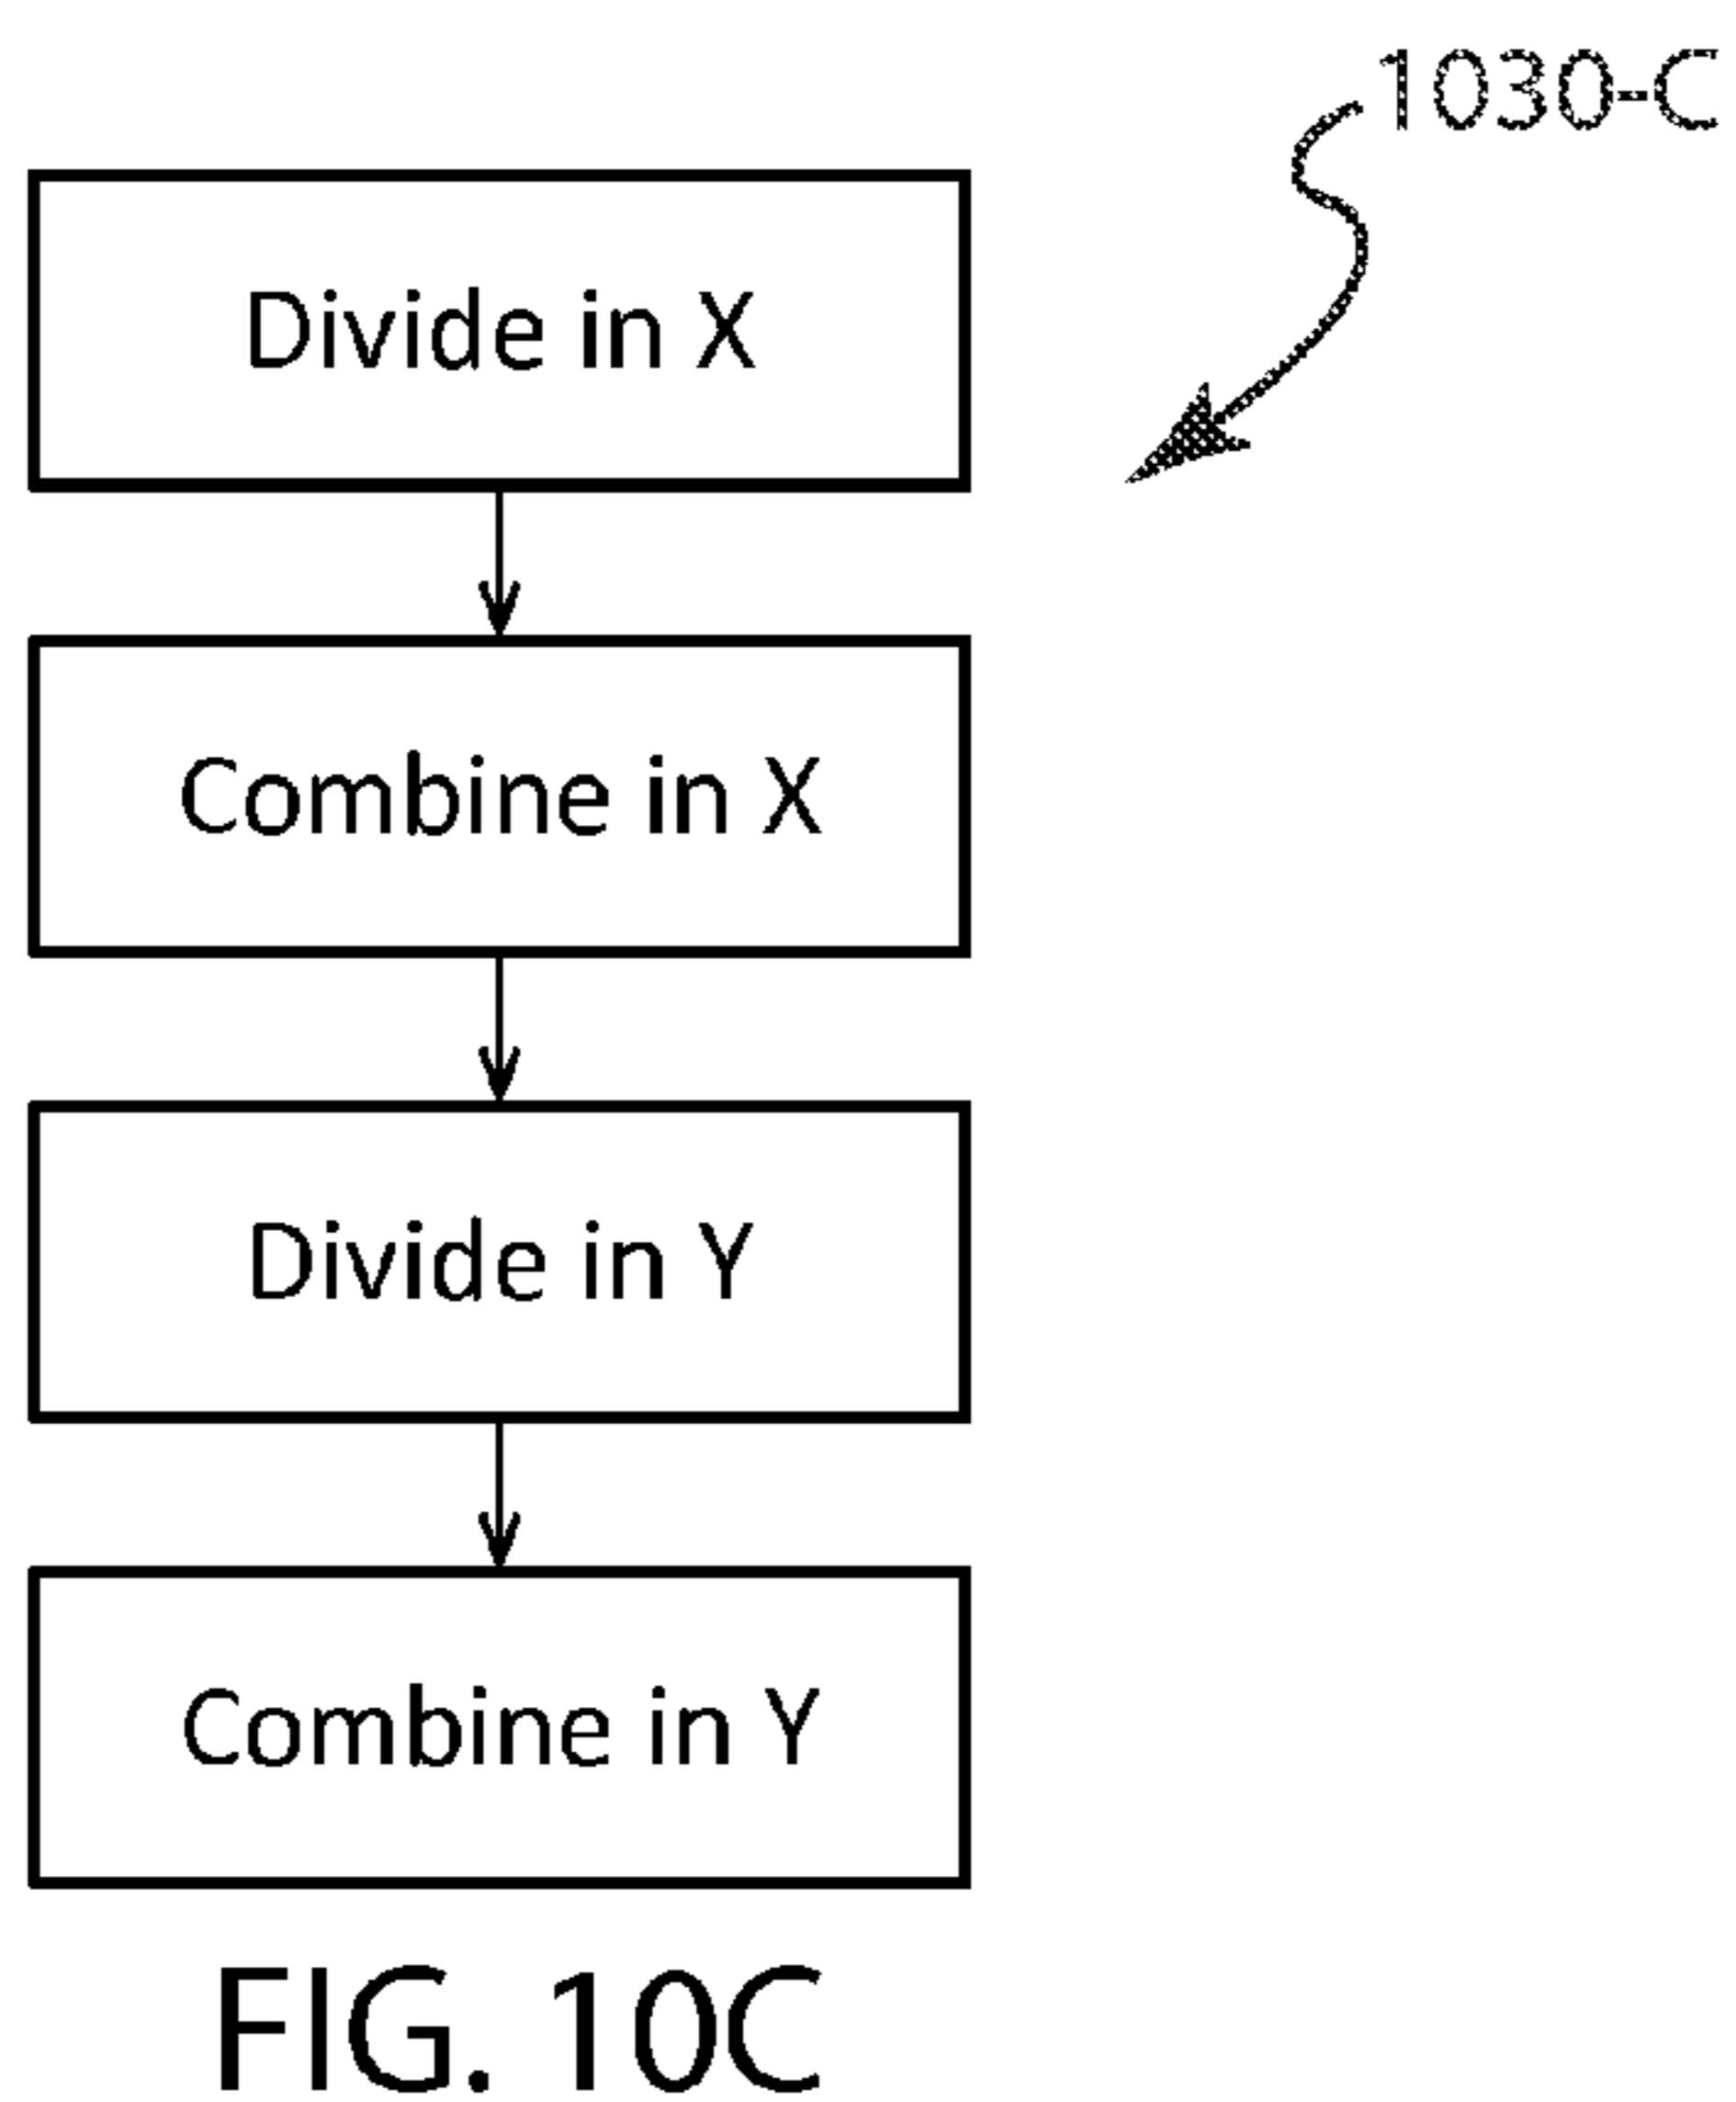 1030-C
Divide in X
Combine in X
Divide in Y
Combine in Y
FIG. 10C